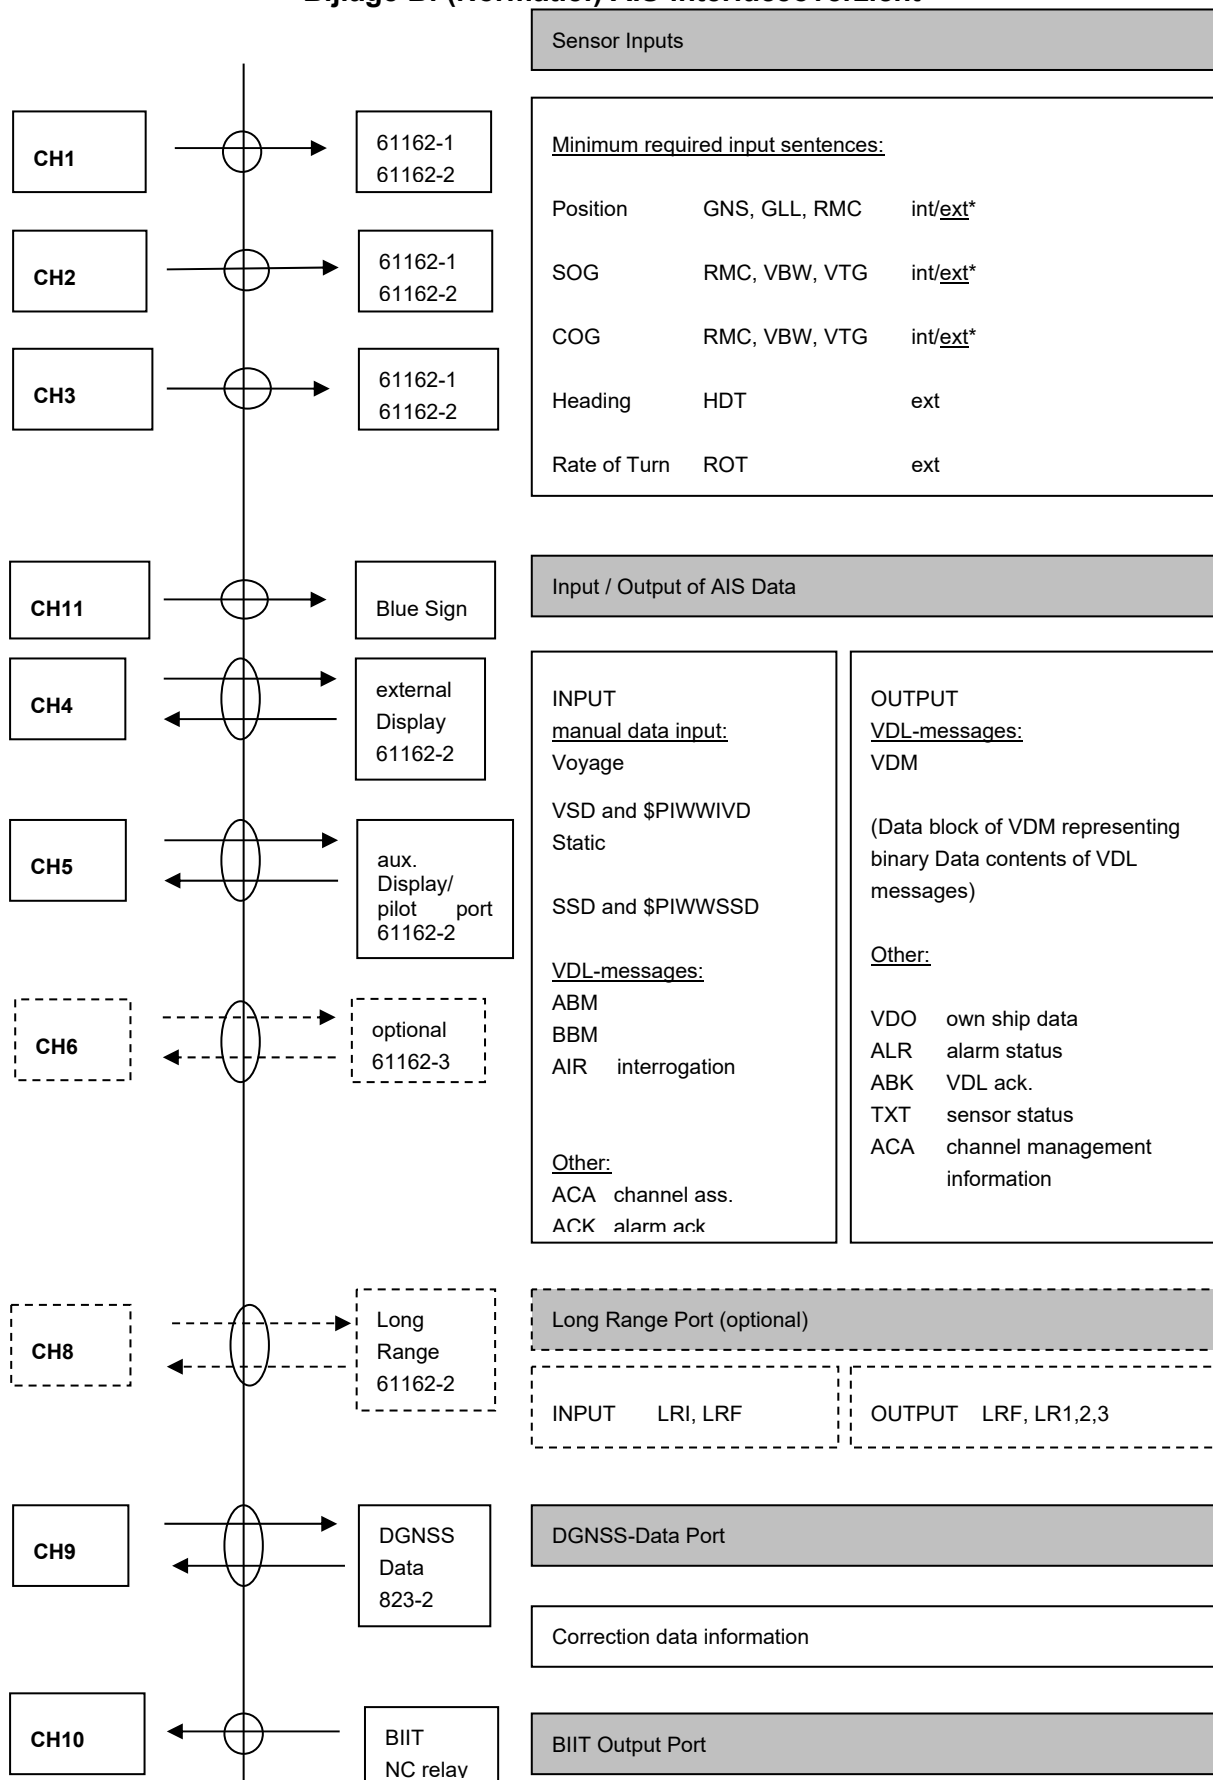 Bijlage B: (Normatief) AIS-interfaceoverzicht
Sensor Inputs
CH1
61162-1
61162-2
CH2
61162-1
61162-2
CH3
61162-1
61162-2
Minimum required input sentences:
Position GNS, GLL, RMC int/ext*
SOG RMC, VBW, VTG int/ext*
COG RMC, VBW, VTG int/ext*
Heading HDT ext
Rate of Turn ROT ext
CH11
Blue Sign
Input / Output of AIS Data
CH4
external
Display
61162-2
CH5
aux.
Display/
pilot port
61162-2
CH6
optional
61162-3
INPUT
manual data input:
Voyage
VSD and $PIWWIVD
Static
SSD and $PIWWSSD
VDL-messages:
ABM
BBM
AIR interrogation
Other:
ACA channel ass.
ACK alarm ack
OUTPUT
VDL-messages:
VDM
(Data block of VDM representing
binary Data contents of VDL
messages)
Other:
VDO own ship data
ALR alarm status
ABK VDL ack.
TXT sensor status
ACA channel management
information
CH8
Long
Range
61162-2
Long Range Port (optional)
INPUT LRI, LRF
OUTPUT LRF, LR1,2,3
CH9
DGNSS
Data
823-2
DGNSS-Data Port
Correction data information
CH10
BIIT
NC relay
BIIT Output Port